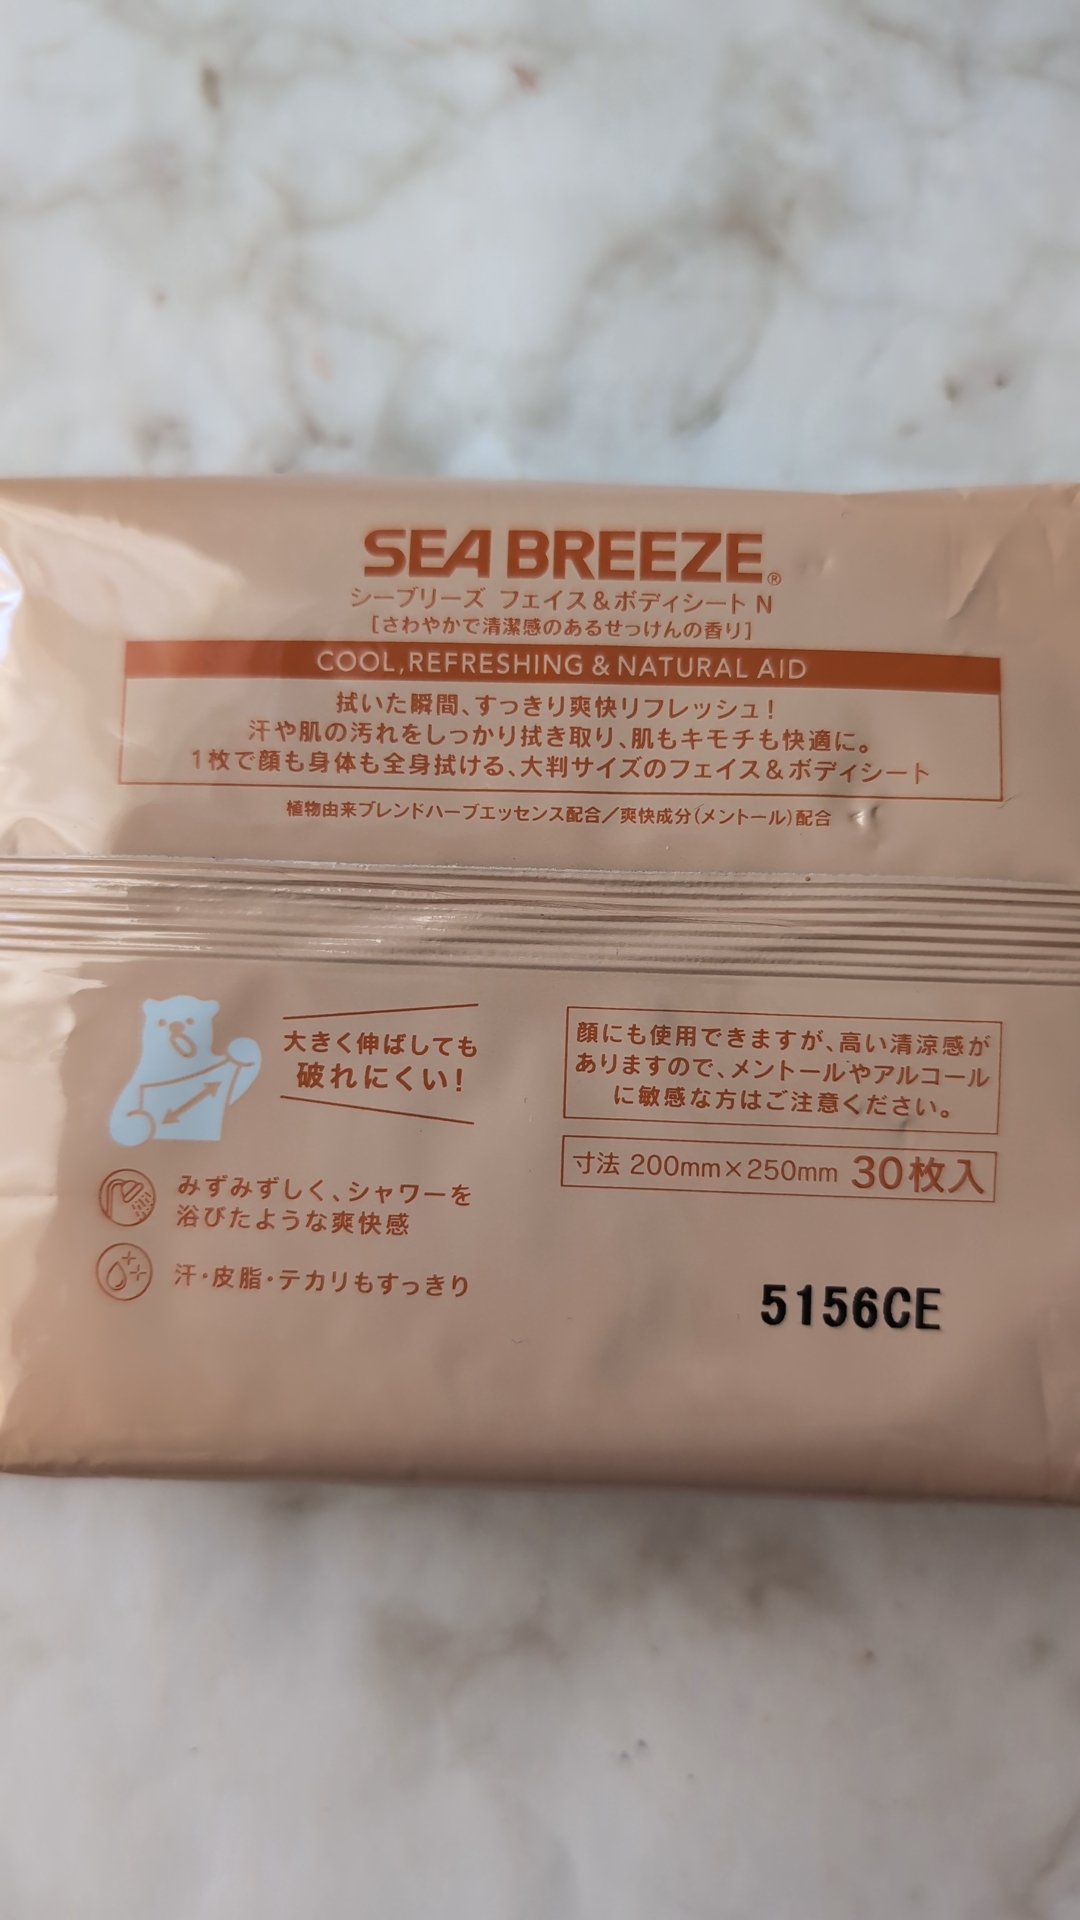 SEA BREEZE®
シーブリーズ フェイス＆ボディシート N
［さわやかで清潔感のあるせっけんの香り］
COOL,REFRESHING & NATURAL AID
拭いた瞬間、すっきり爽快リフレッシュ！
汗や肌の汚れをしっかり拭き取り、肌もキモチも快適に。
1枚で顔も身体も全身拭ける、大判サイズのフェイス＆ボディシート
植物由来ブレンドハーブエッセンス配合／爽快成分（メントール）配合
大きく伸ばしても
破れにくい！
みずみずしく、シャワーを
浴びたような爽快感
汗・皮脂・テカリもすっきり
顔にも使用できますが、高い清涼感が
ありますので、メントールやアルコール
に敏感な方はご注意ください。
寸法 200mm×250mm 30枚入
5156CE